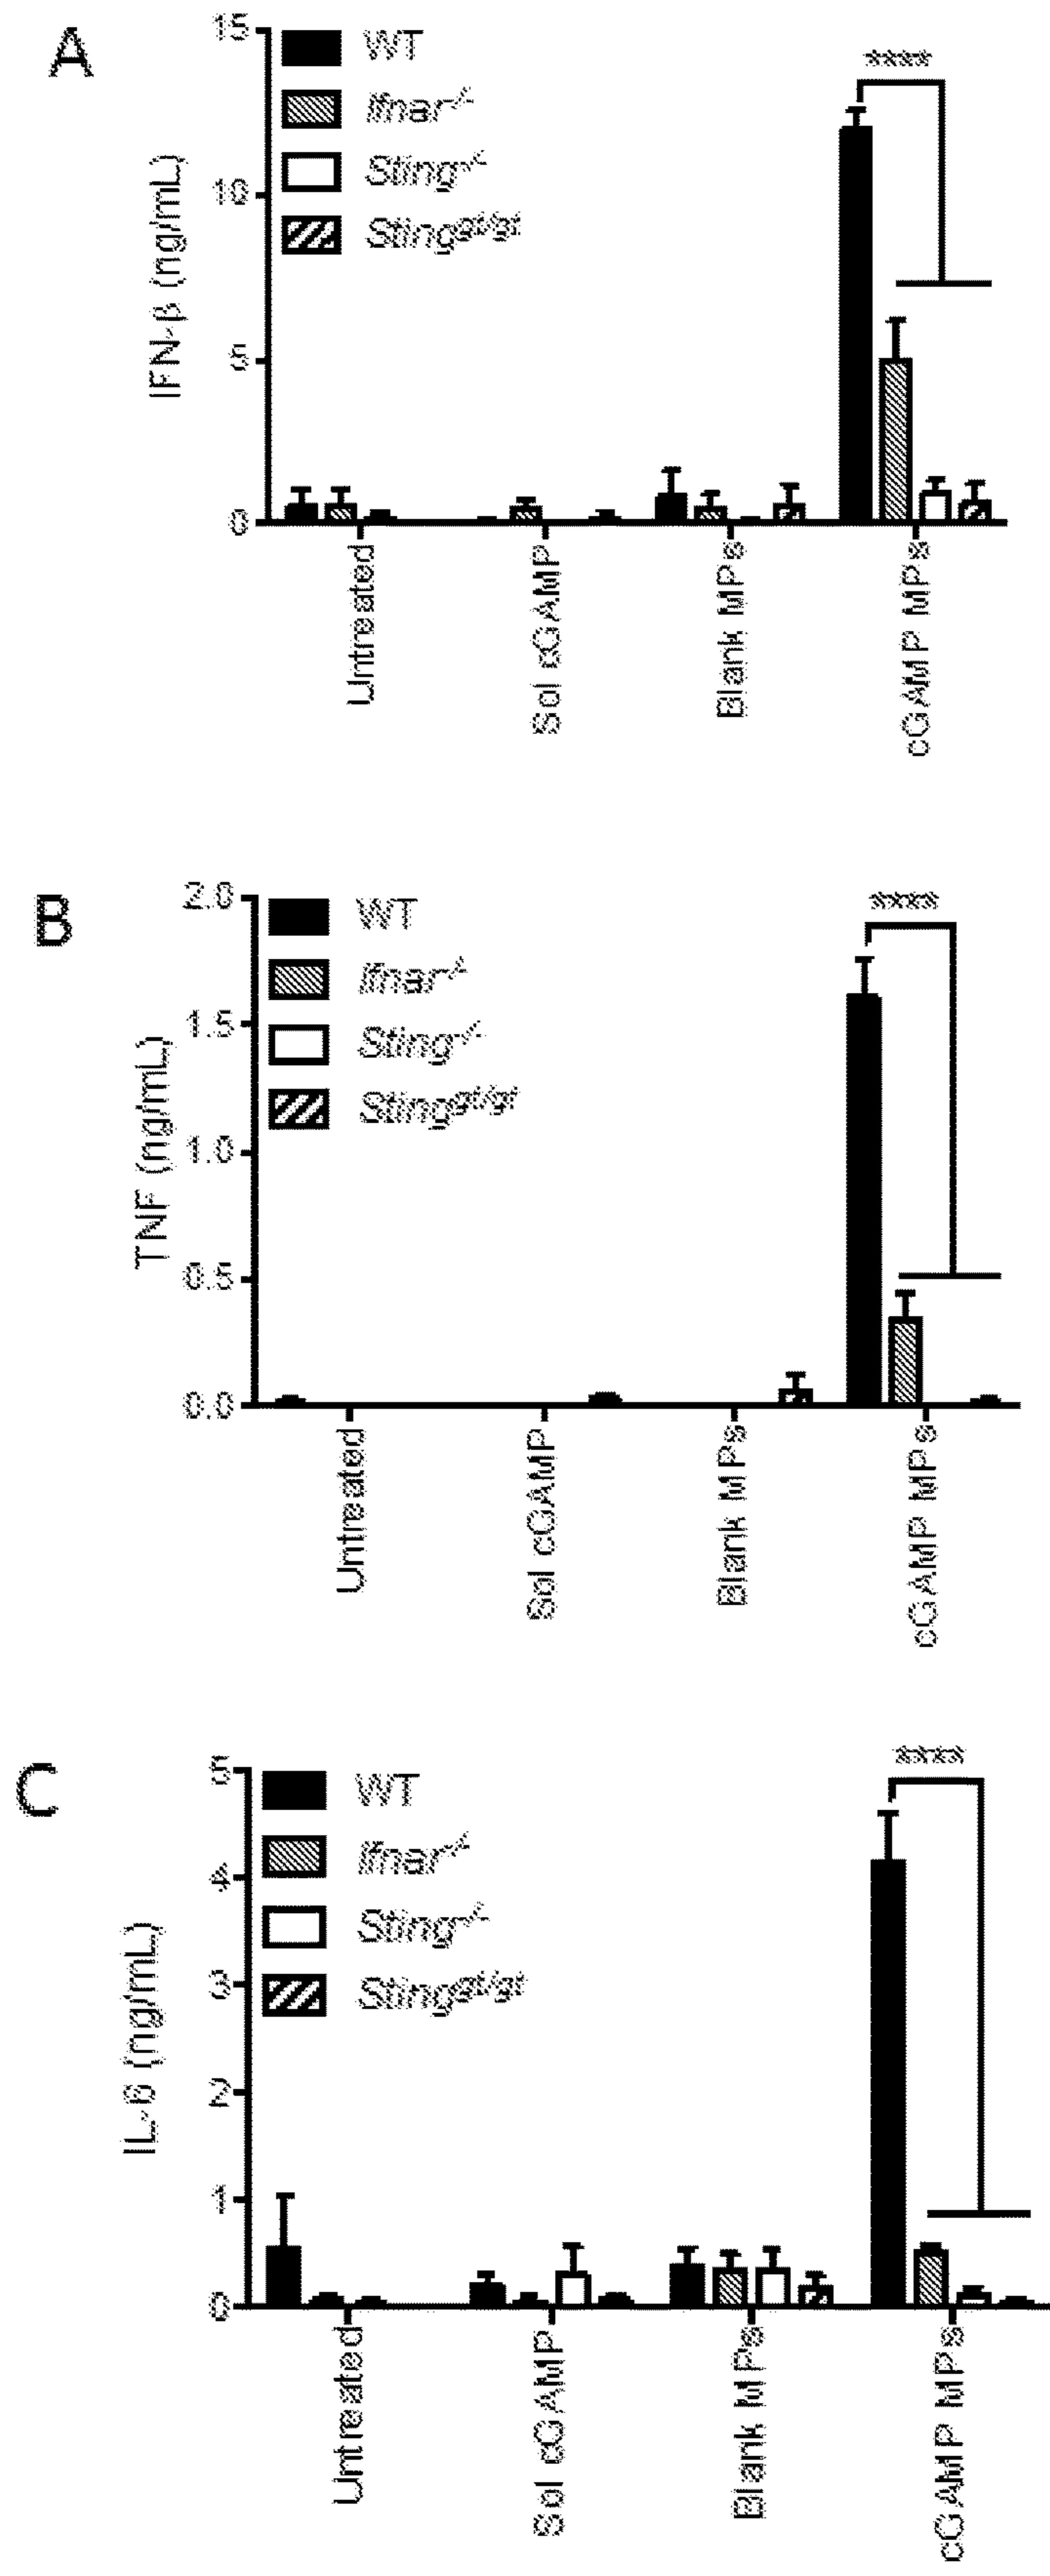 A
IFN-β (ng/mL)
15
10
5
0
WT
Ifnar-/-
Sting-/-
Stinggt/gt
****
Untreated
Sol cGAMP
Blank MPs
cGAMP MPs
B
TNF (ng/mL)
2.0
1.5
1.0
0.5
0.0
WT
Ifnar-/-
Sting-/-
Stinggt/gt
****
Untreated
Sol cGAMP
Blank MPs
cGAMP MPs
C
IL-6 (ng/mL)
5
4
3
2
1
0
WT
Ifnar-/-
Sting-/-
Stinggt/gt
****
Untreated
Sol cGAMP
Blank MPs
cGAMP MPs